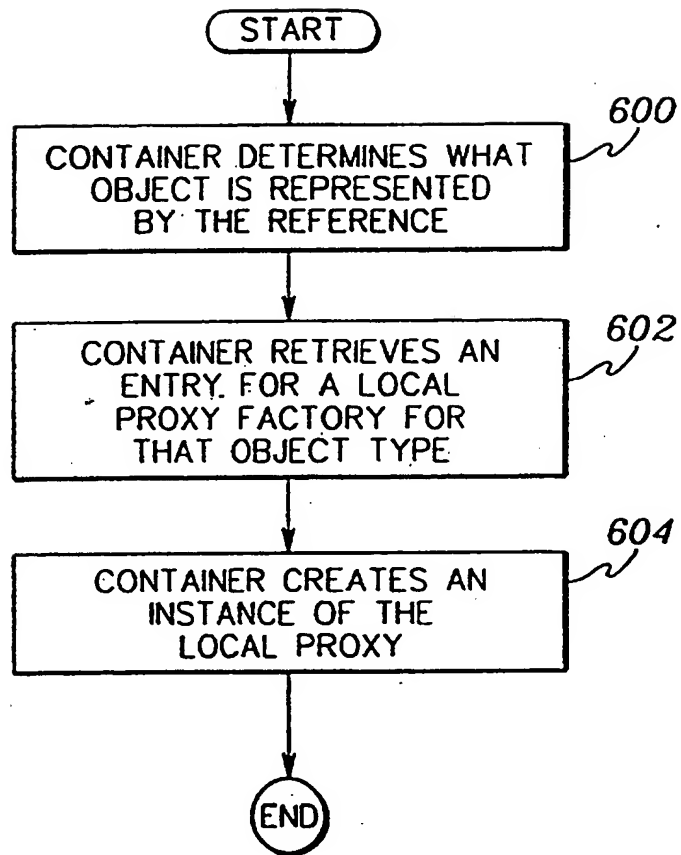 START
600
CONTAINER DETERMINES WHAT
OBJECT IS REPRESENTED
BY THE REFERENCE
602
CONTAINER RETRIEVES AN
ENTRY FOR A LOCAL
PROXY FACTORY FOR
THAT OBJECT TYPE
604
CONTAINER CREATES AN
INSTANCE OF THE
LOCAL PROXY
END